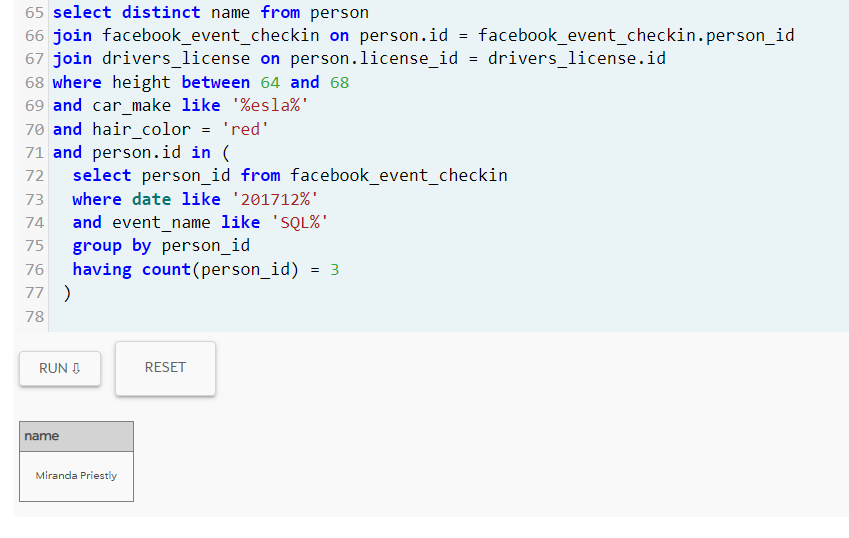 65 select distinct name from person
66 join facebook_event_checkin on person.id = facebook_event_checkin.person_id
67 join drivers_license on person.license_id = drivers_license.id
68 where height between 64 and 68
69 and car_make like '%esla%'
70 and hair_color = 'red'
71 and person.id in (
72   select person_id from facebook_event_checkin
73   where date like '201712%'
74   and event_name like 'SQL%'
75   group by person_id
76   having count(person_id) = 3
77  )
78
RUN ⇩ RESET
name
Miranda Priestly